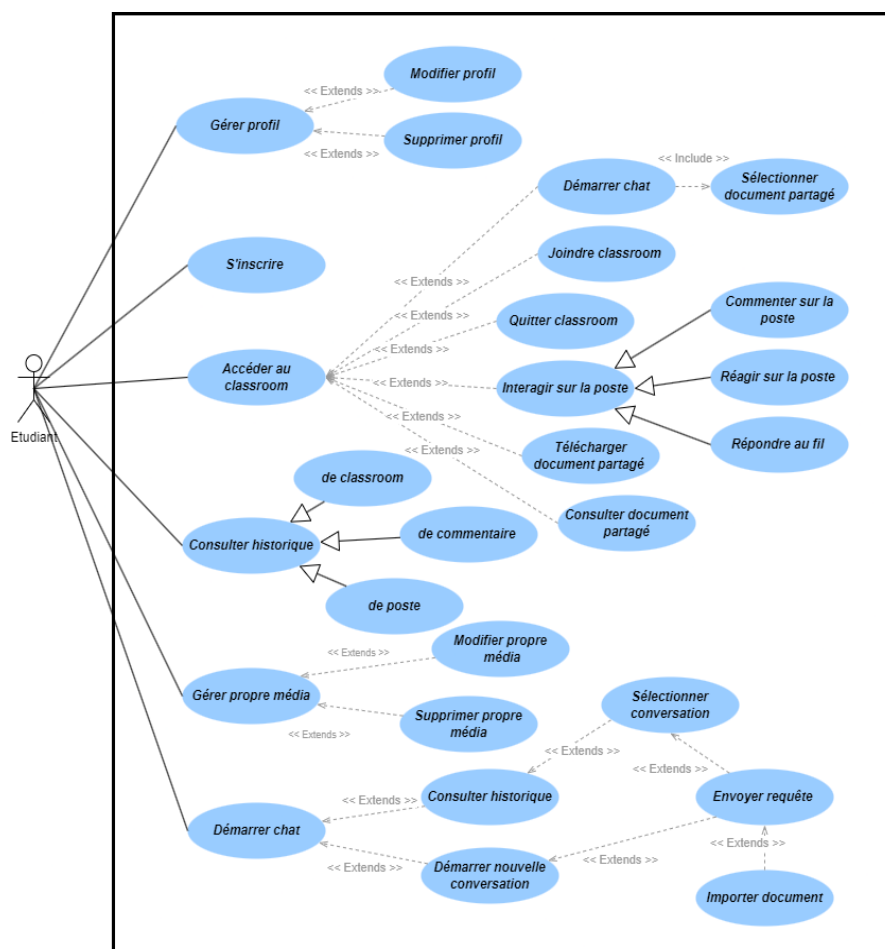 Modifier profil
<< Extends >>
Gérer profil
Supprimer profil
<< Extends >>
<< Include >>
Démarrer chat
Sélectionner
document partagé
Joindre classroom
S'inscrire
<< Extends >>
Commenter sur la
poste
<< Extends >>
Quitter classroom
<< Extends >>
Accéder au
classroom
Réagir sur la poste
<< Extends >>
Interagir sur la poste
Etudiant
<< Extends >>
Répondre au fil
<< Extends >>
Télécharger
document partagé
de classroom
Consulter document
partagé
de commentaire
Consulter historique
de poste
Modifier propre
média
<< Extends >>
Gérer propre média
Sélectionner
conversation
Supprimer propre
média
<< Extends >>
<< Extends >>
<< Extends >>
Consulter historique
Envoyer requête
<< Extends >>
Démarrer chat
<< Extends >>
<< Extends >>
<< Extends >>
Démarrer nouvelle
conversation
Importer document